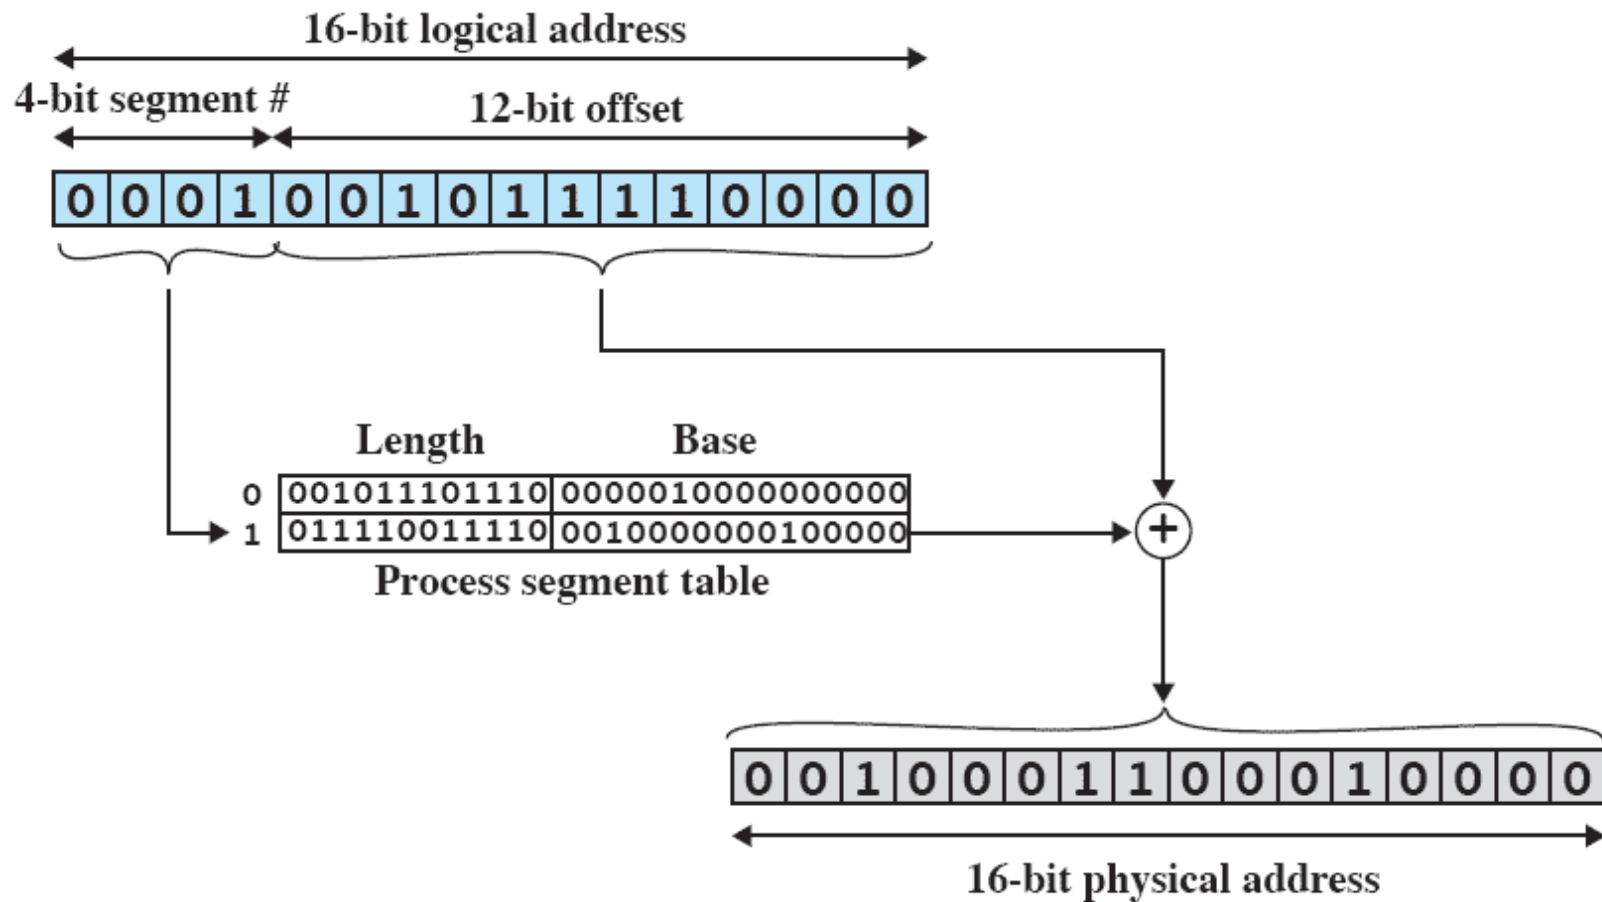 16-bit logical address
4-bit segment # 12-bit offset
0 0 0 1 0 0 1 0 1 1 1 1 0 0 0 0
Length Base
0 001011101110 0000010000000000
1 011110011110 0010000000100000
Process segment table
+
0 0 1 0 0 0 1 1 0 0 0 1 0 0 0 0
16-bit physical address